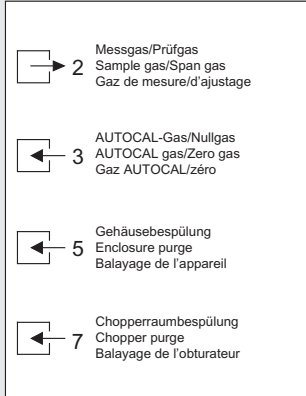 2
Messgas/Prüfgas
Sample gas/Span gas
Gaz de mesure/d'ajustage
3
AUTOCAL-Gas/Nullgas
AUTOCAL gas/Zero gas
Gaz AUTOCAL/zéro
5
Gehäusebespülung
Enclosure purge
Balayage de l'appareil
7
Chopperraumbespülung
Chopper purge
Balayage de l'obturateur